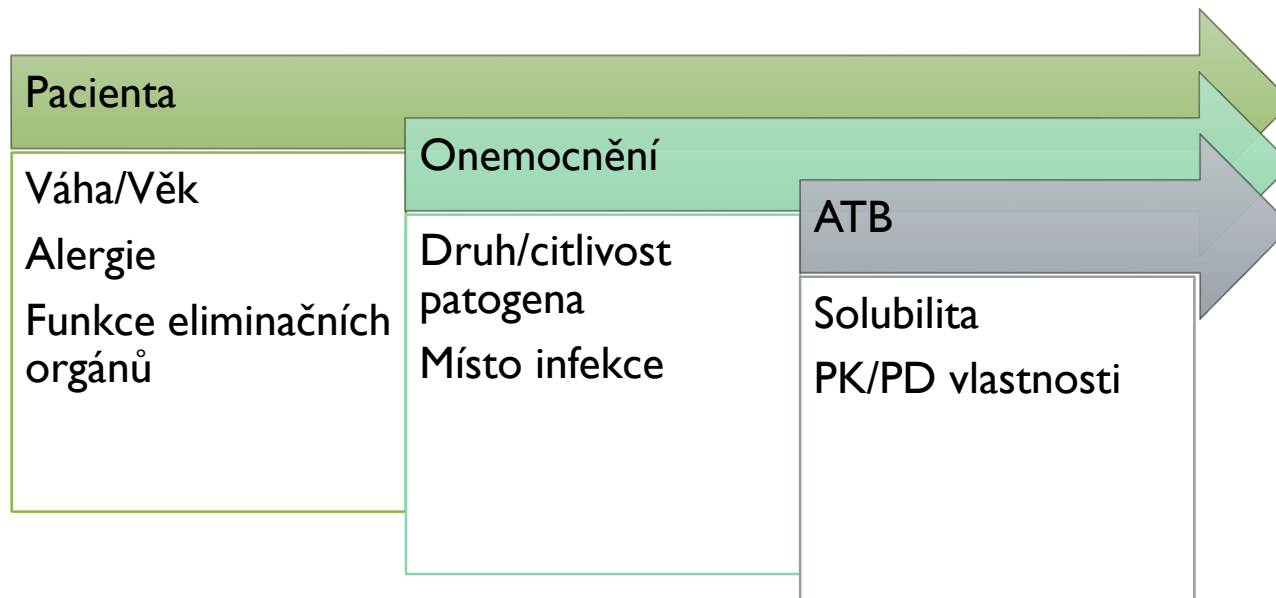 Pacienta
Váha/Věk
Alergie
Funkce eliminačních
orgánů
Onemocnění
Druh/citlivost
patogena
Místo infekce
ATB
Solubilita
PK/PD vlastnosti